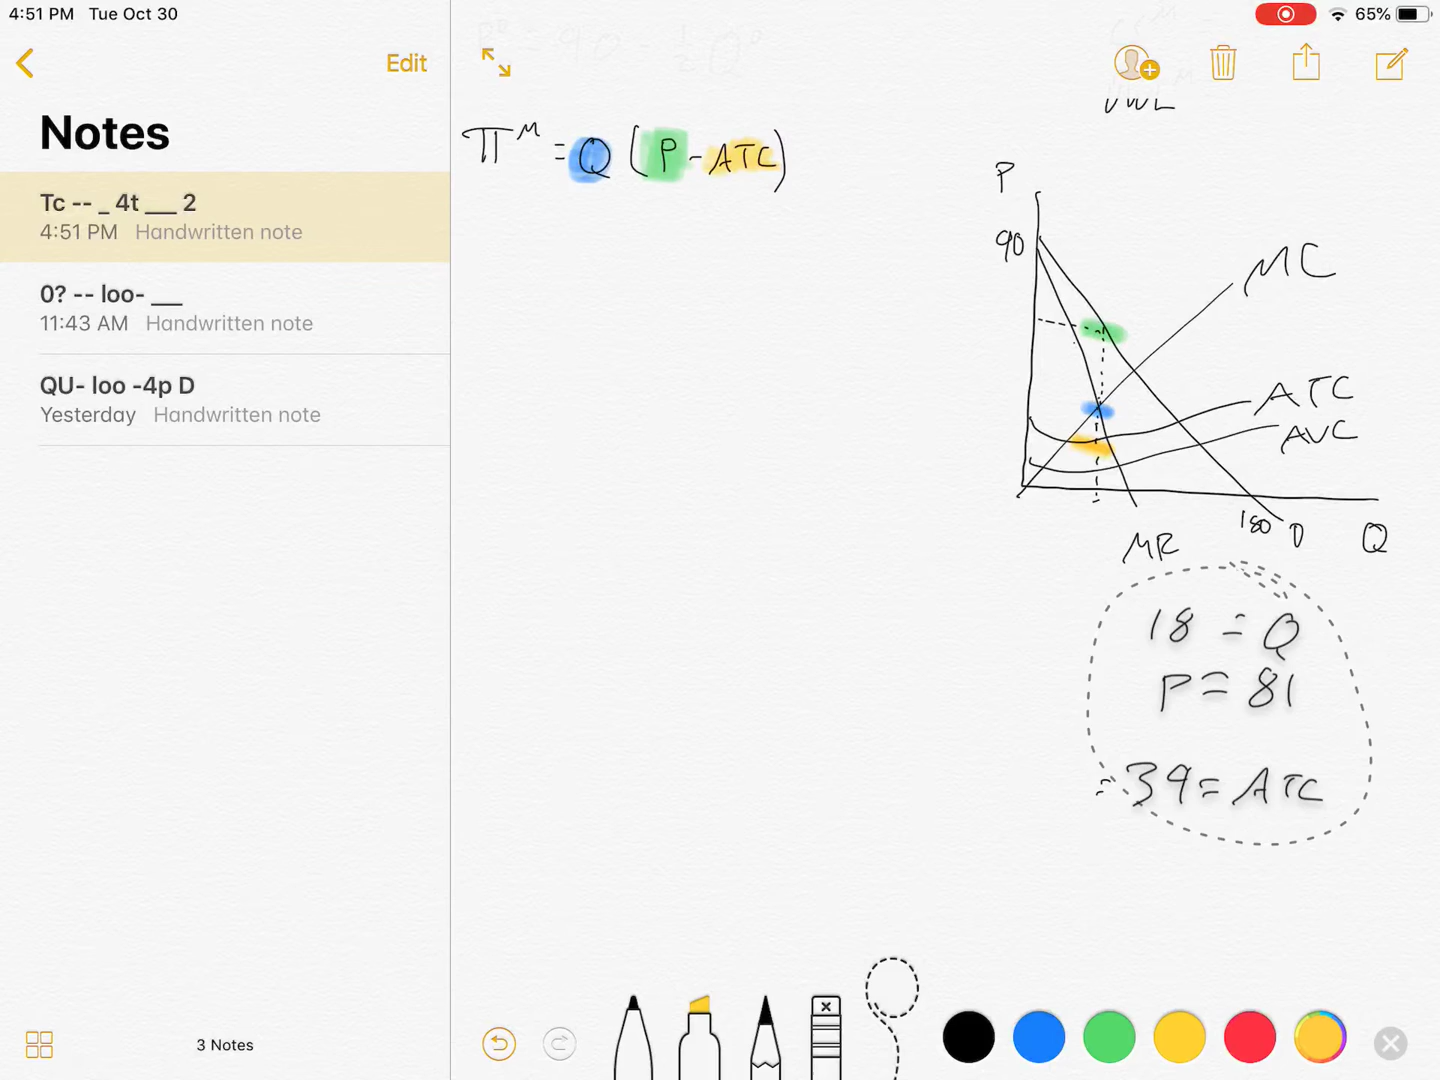 4:51 PM Tue Oct 30
65%
Edit
Notes
Tc -- _ 4t ___ 2
4:51 PM Handwritten note
0? -- loo- ___
11:43 AM Handwritten note
QU- loo -4p D
Yesterday Handwritten note
3 Notes
DWL
π^M = Q (P - ATC)
P
90
MC
ATC
AVC
180 D Q
MR
18 = Q
P = 81
= 39 = ATC